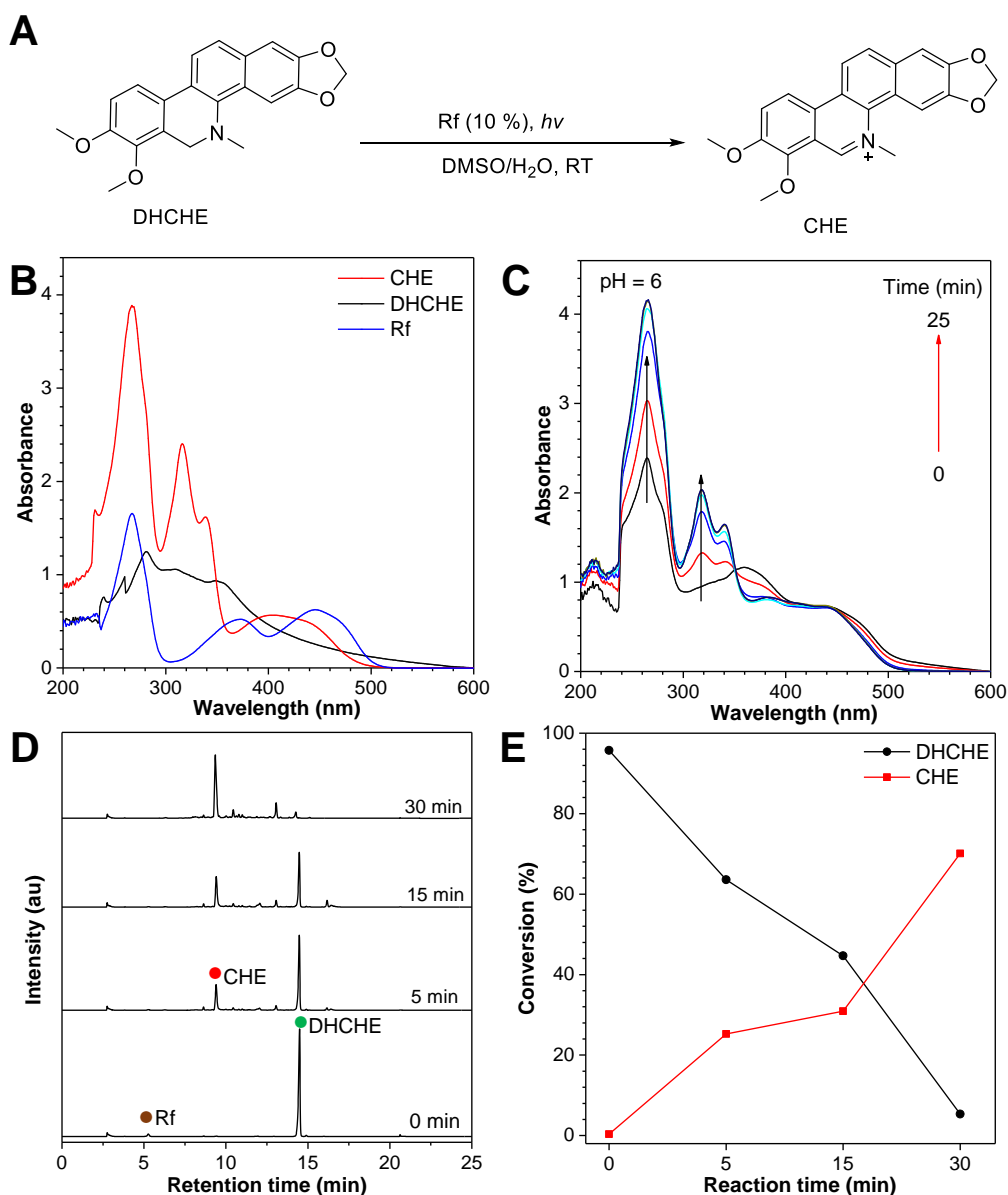 A
O
O
N
O
O
DHCHE
Rf (10 %), hv
DMSO/H₂O, RT
O
O
N
+
O
O
CHE
B
CHE
DHCHE
Rf
4
3
2
1
0
200 300 400 500 600
Absorbance
Wavelength (nm)
C
pH = 6
Time (min)
25
0
4
3
2
1
0
200 300 400 500 600
Absorbance
Wavelength (nm)
D
30 min
15 min
CHE
5 min
DHCHE
Rf
0 min
0 5 10 15 20 25
Intensity (au)
Retention time (min)
E
DHCHE
CHE
100
80
60
40
20
0
0 5 15 30
Conversion (%)
Reaction time (min)